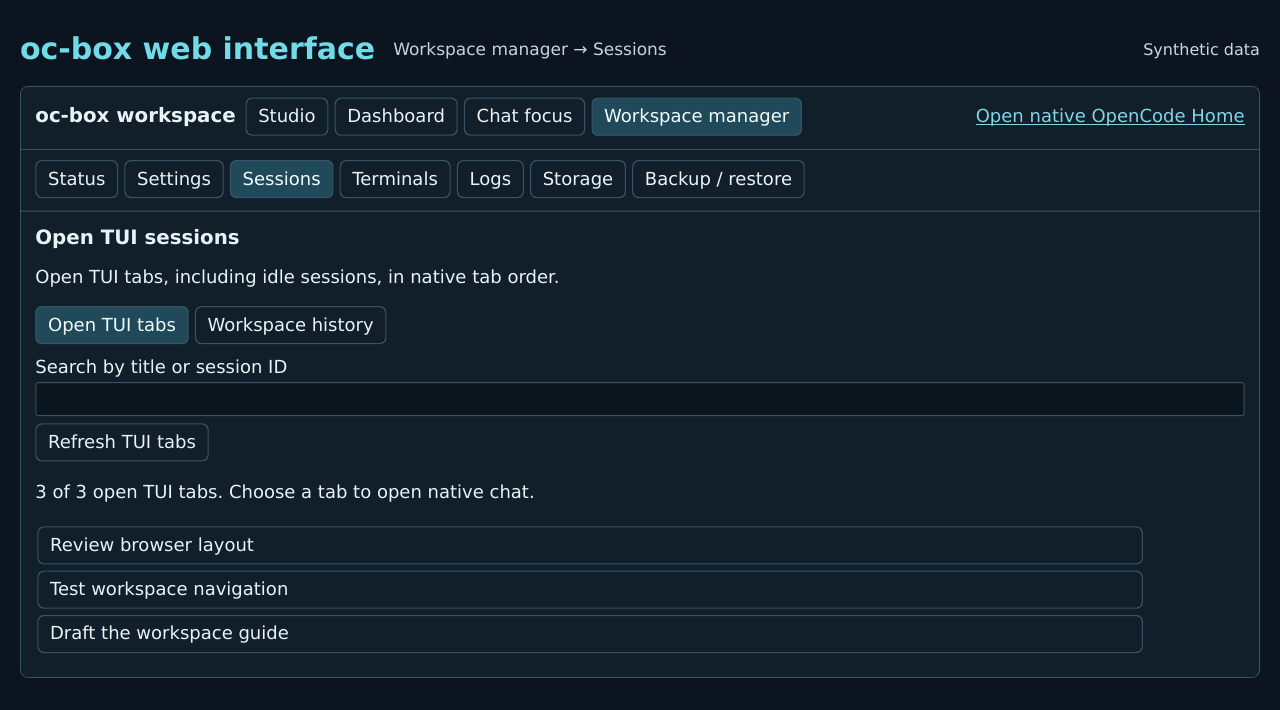 oc-box web interface Workspace manager → Sessions Synthetic data
oc-box workspace Studio Dashboard Chat focus Workspace manager Open native OpenCode Home
Status Settings Sessions Terminals Logs Storage Backup / restore
Open TUI sessions
Open TUI tabs, including idle sessions, in native tab order.
Open TUI tabs Workspace history
Search by title or session ID
Refresh TUI tabs
3 of 3 open TUI tabs. Choose a tab to open native chat.
Review browser layout
Test workspace navigation
Draft the workspace guide